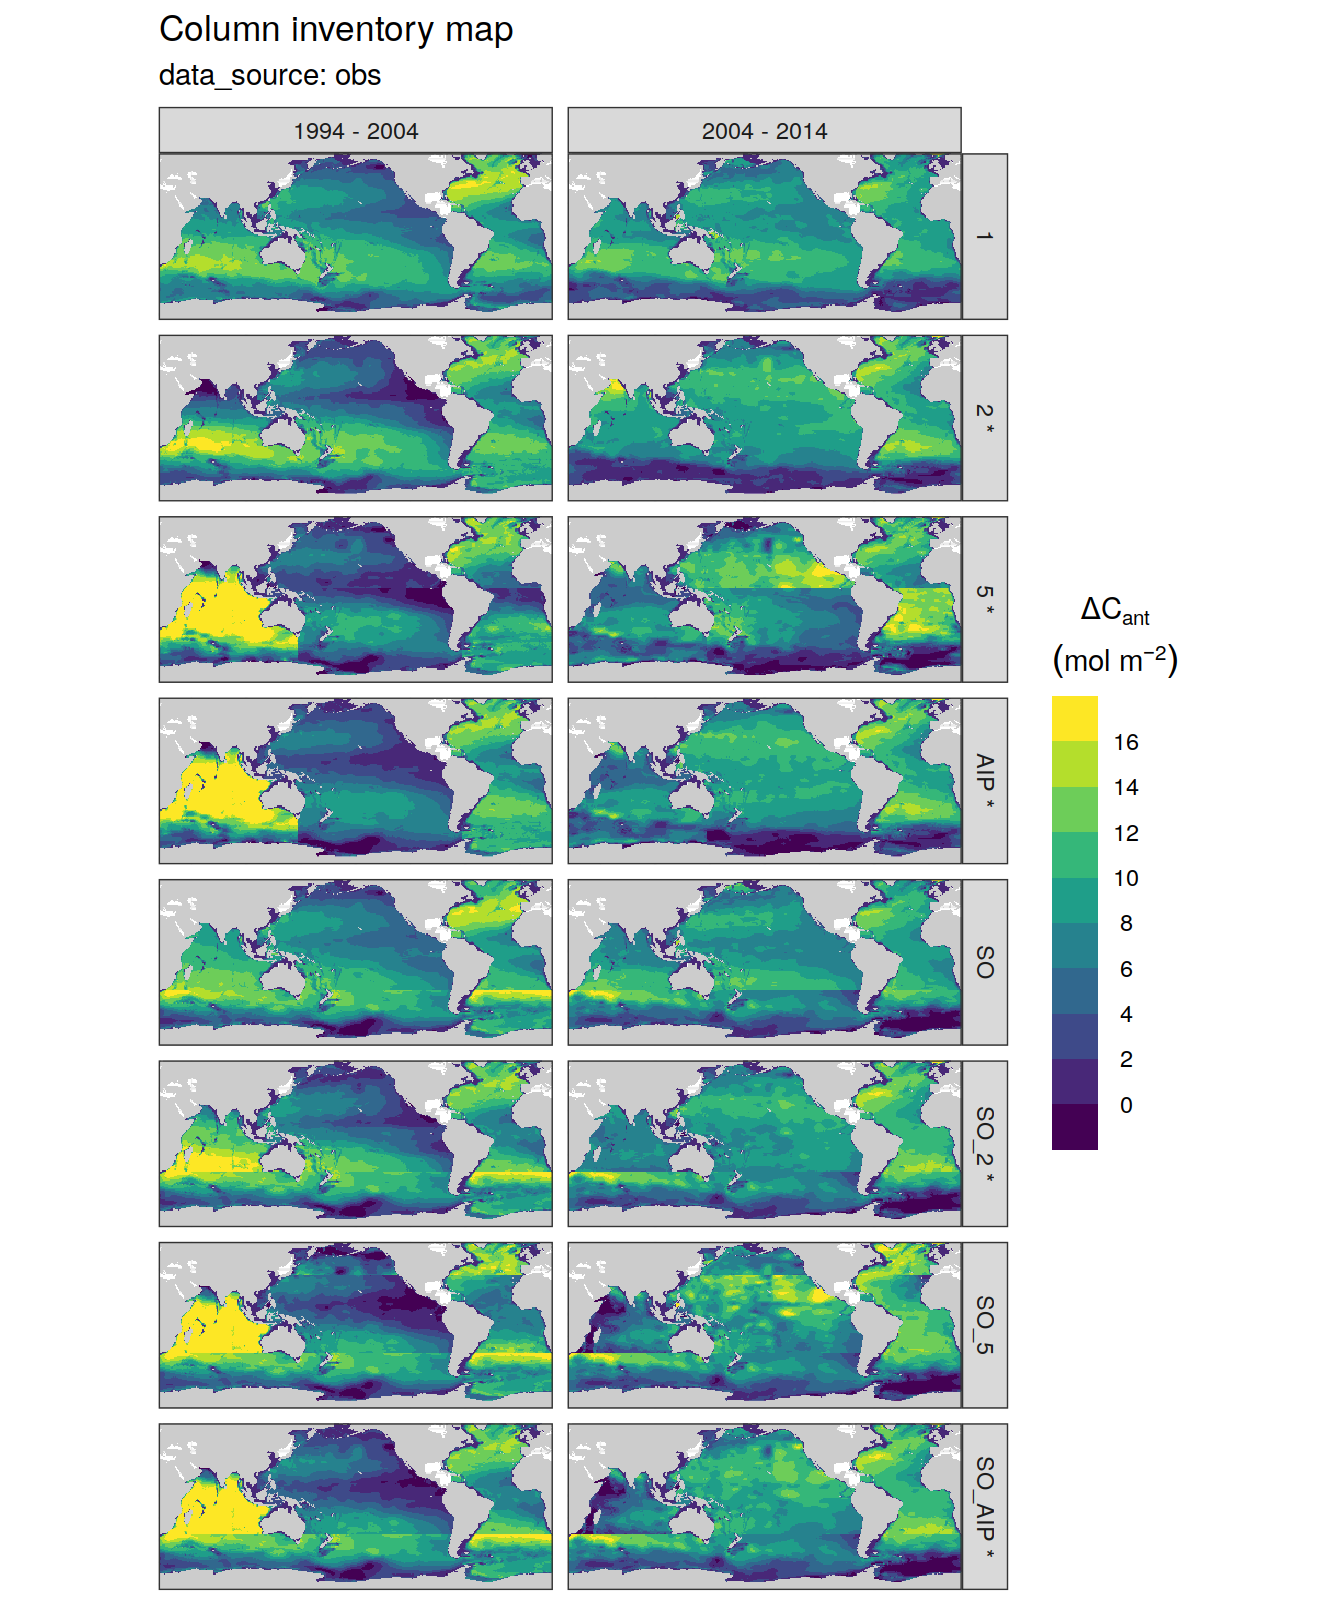 Column inventory map
data_source: obs
1994 - 2004
2004 - 2014
1
2 *
5 *
AIP *
SO
SO_2 *
SO_5
SO_AIP *
ΔCant
(mol m−2)
16
14
12
10
8
6
4
2
0